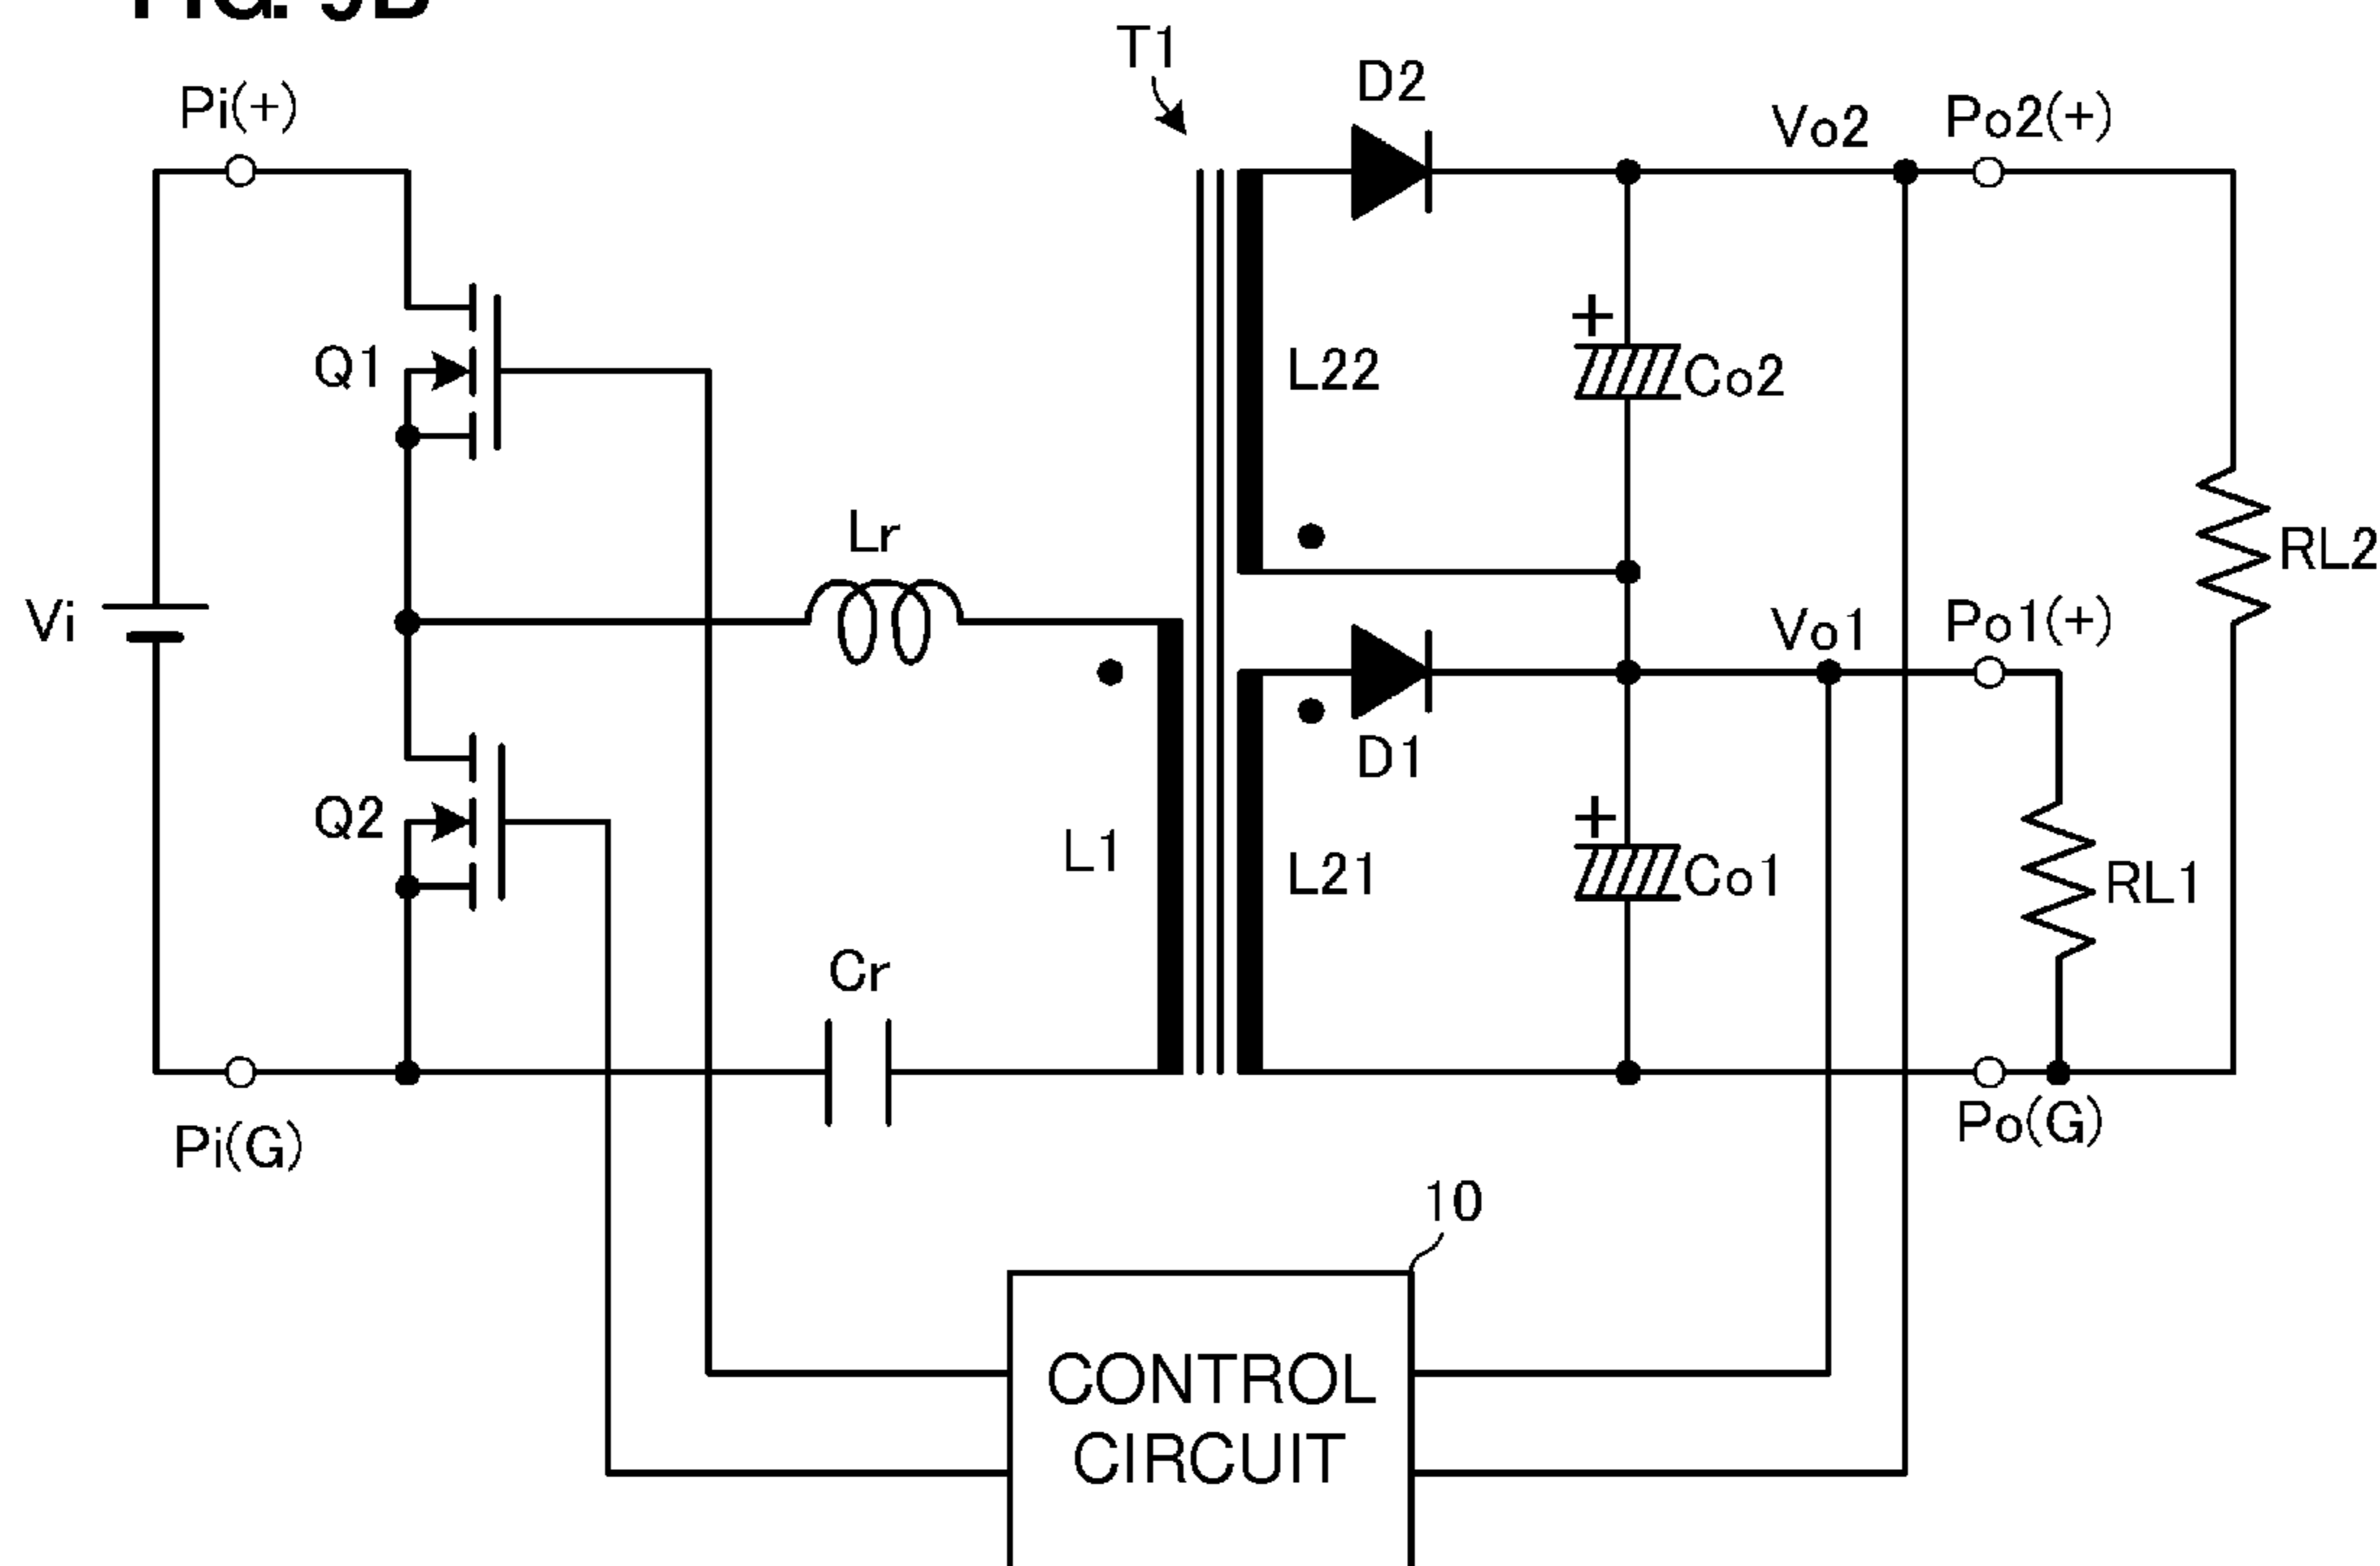 T1
D2
Pi(+)
Vo2
Po2(+)
+
Q1
L22
Co2
Lr
RL2
Vi
Vo1
Po1(+)
D1
Q2
+
L1
L21
Co1
RL1
Cr
Pi(G)
Po(G)
10
CONTROL
CIRCUIT